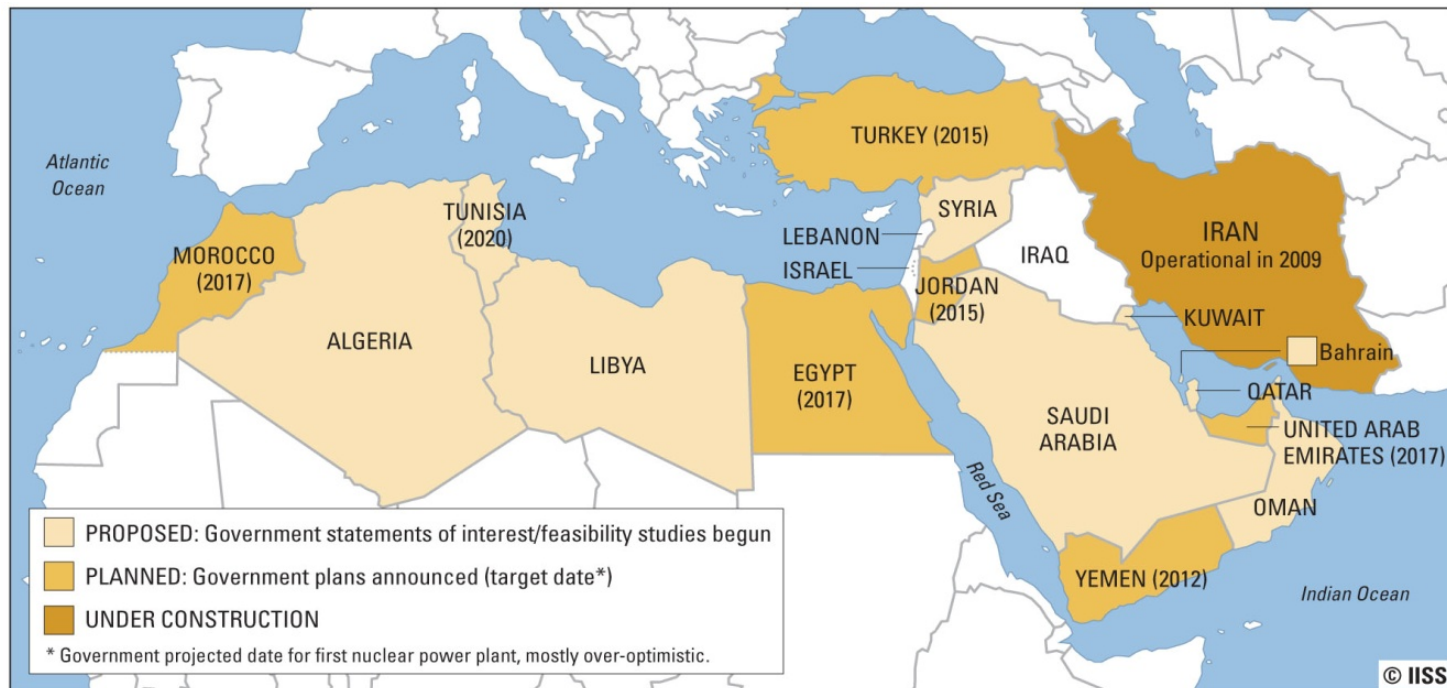 Atlantic
Ocean
MOROCCO
(2017)
ALGERIA
TUNISIA
(2020)
LIBYA
EGYPT
(2017)
TURKEY (2015)
SYRIA
LEBANON
ISRAEL
JORDAN
(2015)
IRAQ
IRAN
Operational in 2009
KUWAIT
Bahrain
QATAR
SAUDI
ARABIA
UNITED ARAB
EMIRATES (2017)
OMAN
YEMEN (2012)
Red Sea
Indian Ocean
PROPOSED: Government statements of interest/feasibility studies begun
PLANNED: Government plans announced (target date*)
UNDER CONSTRUCTION
* Government projected date for first nuclear power plant, mostly over-optimistic.
© IISS